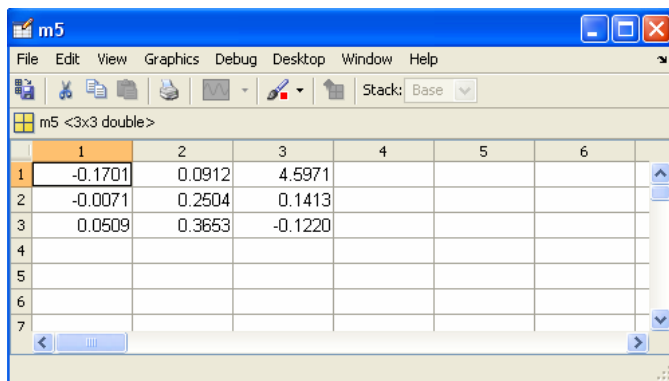 m5
File Edit View Graphics Debug Desktop Window Help
Stack: Base
m5 <3x3 double>
1 2 3 4 5 6
1 -0.1701 0.0912 4.5971
2 -0.0071 0.2504 0.1413
3 0.0509 0.3653 -0.1220
4
5
6
7